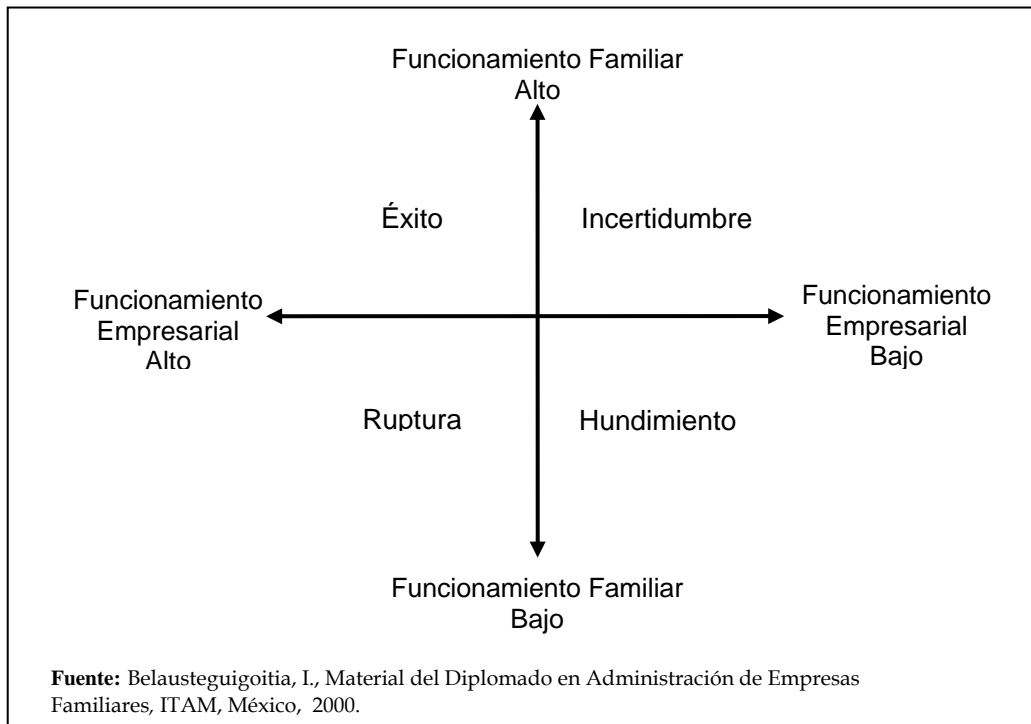 Funcionamiento Familiar
Alto
Éxito
Incertidumbre
Funcionamiento
Empresarial
Alto
Funcionamiento
Empresarial
Bajo
Ruptura
Hundimiento
Funcionamiento Familiar
Bajo
Fuente: Belausteguigoitia, I., Material del Diplomado en Administración de Empresas
Familiares, ITAM, México, 2000.